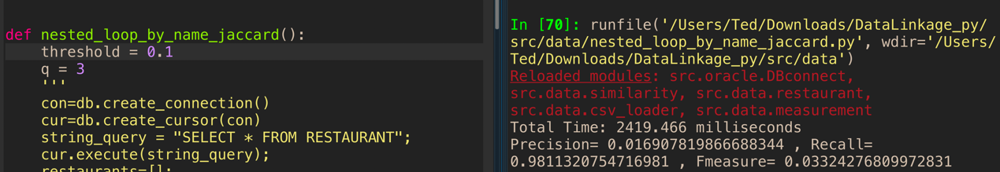 def nested_loop_by_name_jaccard():
    threshold = 0.1
    q = 3
    '''
    con=db.create_connection()
    cur=db.create_cursor(con)
    string_query = "SELECT * FROM RESTAURANT";
    cur.execute(string_query);
    restaurants=[];
In [70]: runfile('/Users/Ted/Downloads/DataLinkage_py/
src/data/nested_loop_by_name_jaccard.py', wdir='/Users/
Ted/Downloads/DataLinkage_py/src/data')
Reloaded modules: src.oracle.DBconnect,
src.data.similarity, src.data.restaurant,
src.data.csv_loader, src.data.measurement
Total Time: 2419.466 milliseconds
Precision= 0.016907819866688344 , Recall=
0.9811320754716981 , Fmeasure= 0.03324276809972831